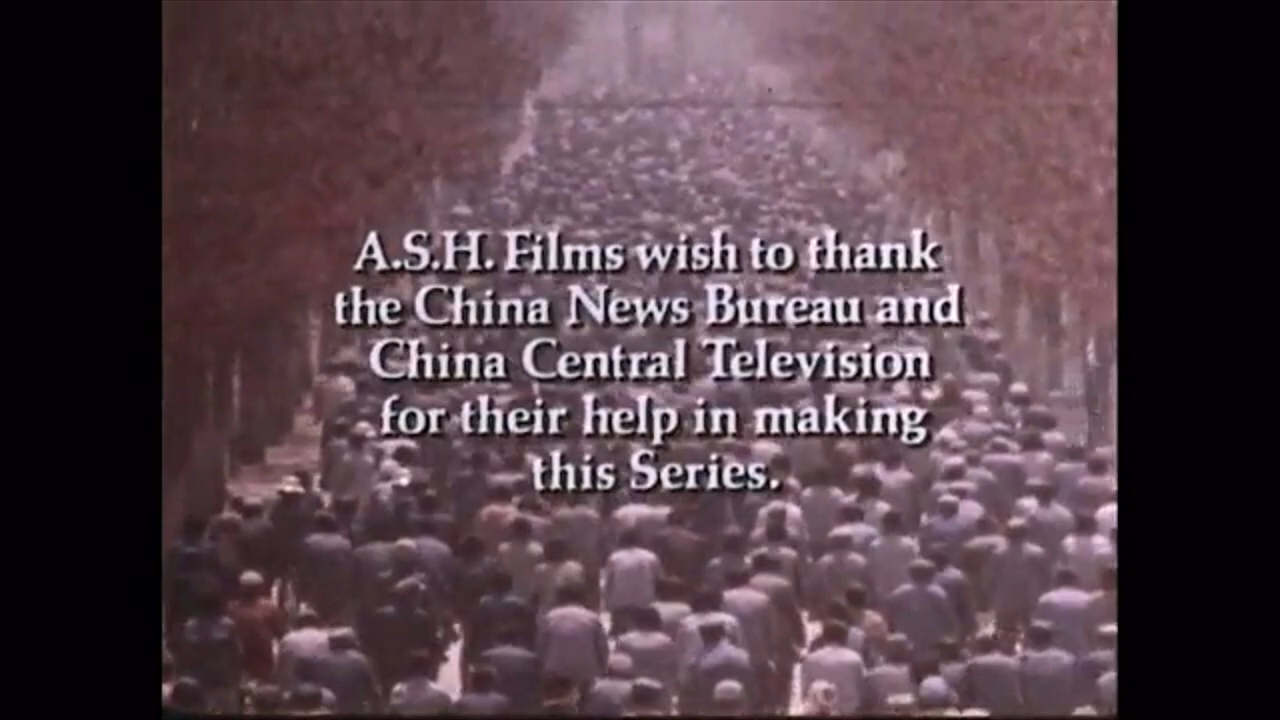 A.S.H. Films wish to thank
the China News Bureau and
China Central Television
for their help in making
this Series.